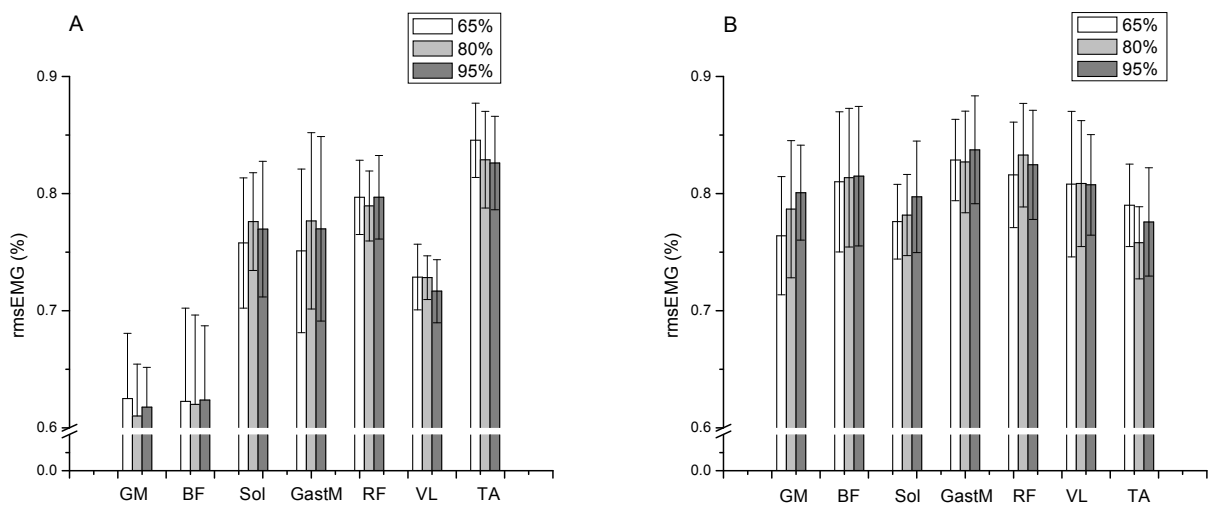 A
65%
80%
95%
rmsEMG (%)
0.9
0.8
0.7
0.6
0.0
GM BF Sol GastM RF VL TA
B
65%
80%
95%
rmsEMG (%)
0.9
0.8
0.7
0.6
0.0
GM BF Sol GastM RF VL TA